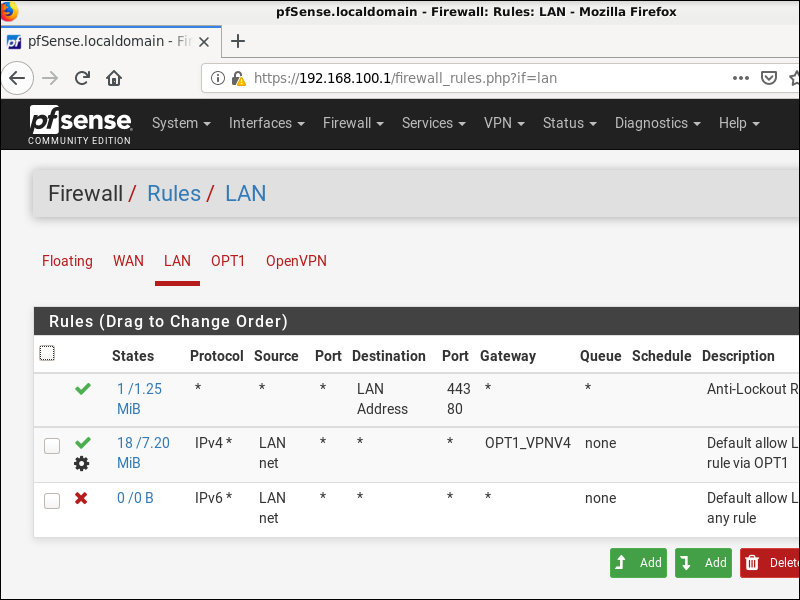 pfSense.localdomain - Firewall: Rules: LAN - Mozilla Firefox
pf pfSense.localdomain - Fir
https://192.168.100.1/firewall_rules.php?if=lan
pfsense
COMMUNITY EDITION
System Interfaces Firewall Services VPN Status Diagnostics Help
Firewall / Rules / LAN
Floating WAN LAN OPT1 OpenVPN
Rules (Drag to Change Order)
States Protocol Source Port Destination Port Gateway Queue Schedule Description
1 /1.25 * * * LAN 443 * * Anti-Lockout R
MiB Address 80
18 /7.20 IPv4 * LAN * * * OPT1_VPNV4 none Default allow L
MiB net rule via OPT1
0 /0 B IPv6 * LAN * * * * none Default allow L
net any rule
Add Add Delete